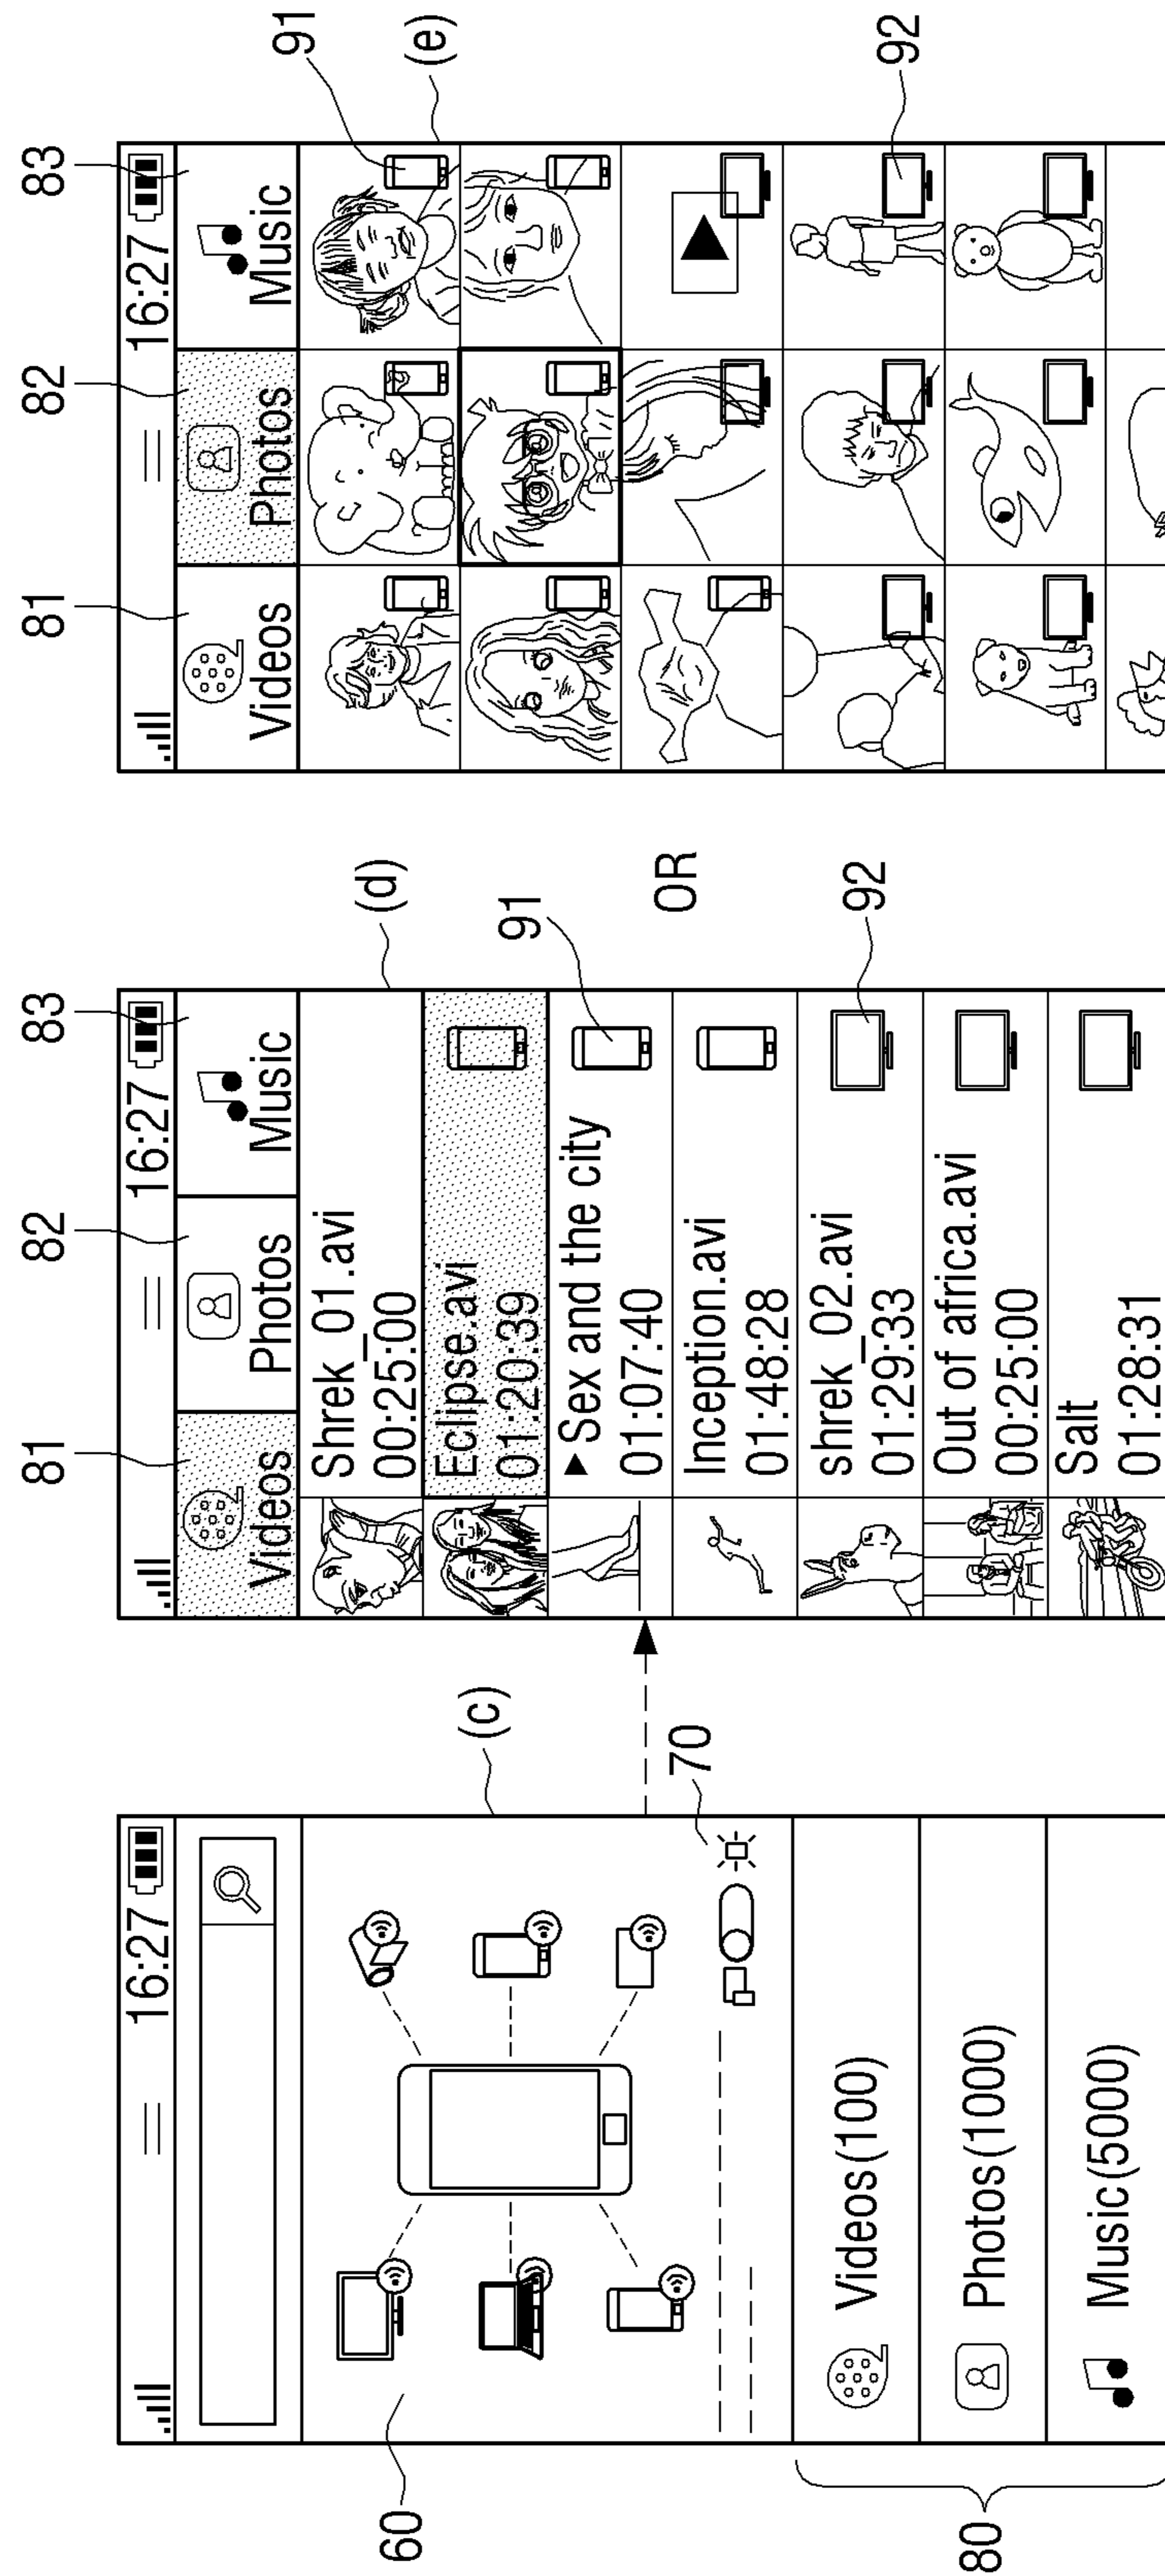 16:27
60
(c)
70
Videos(100)
Photos(1000)
Music(5000)
80
81
82
83
16:27
Videos
Photos
Music
(d)
Shrek_01.avi
00:25:00
Eclipse.avi
01:20:39
▶Sex and the city
01:07:40
91
Inception.avi
01:48:28
shrek_02.avi
01:29:33
92
Out of africa.avi
00:25:00
Salt
01:28:31
OR
81
82
83
16:27
Videos
Photos
Music
91
(e)
92